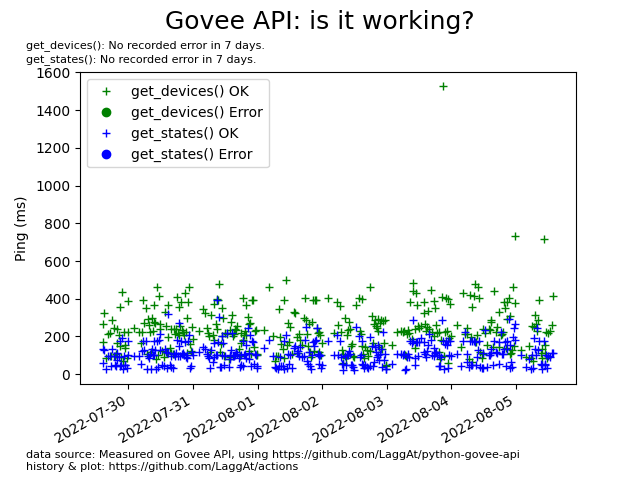 Govee API: is it working?
get_devices(): No recorded error in 7 days.
get_states(): No recorded error in 7 days.
1600
1400
1200
1000
800
600
400
200
0
Ping (ms)
get_devices() OK
get_devices() Error
get_states() OK
get_states() Error
2022-07-30
2022-07-31
2022-08-01
2022-08-02
2022-08-03
2022-08-04
2022-08-05
data source: Measured on Govee API, using https://github.com/LaggAt/python-govee-api
history & plot: https://github.com/LaggAt/actions